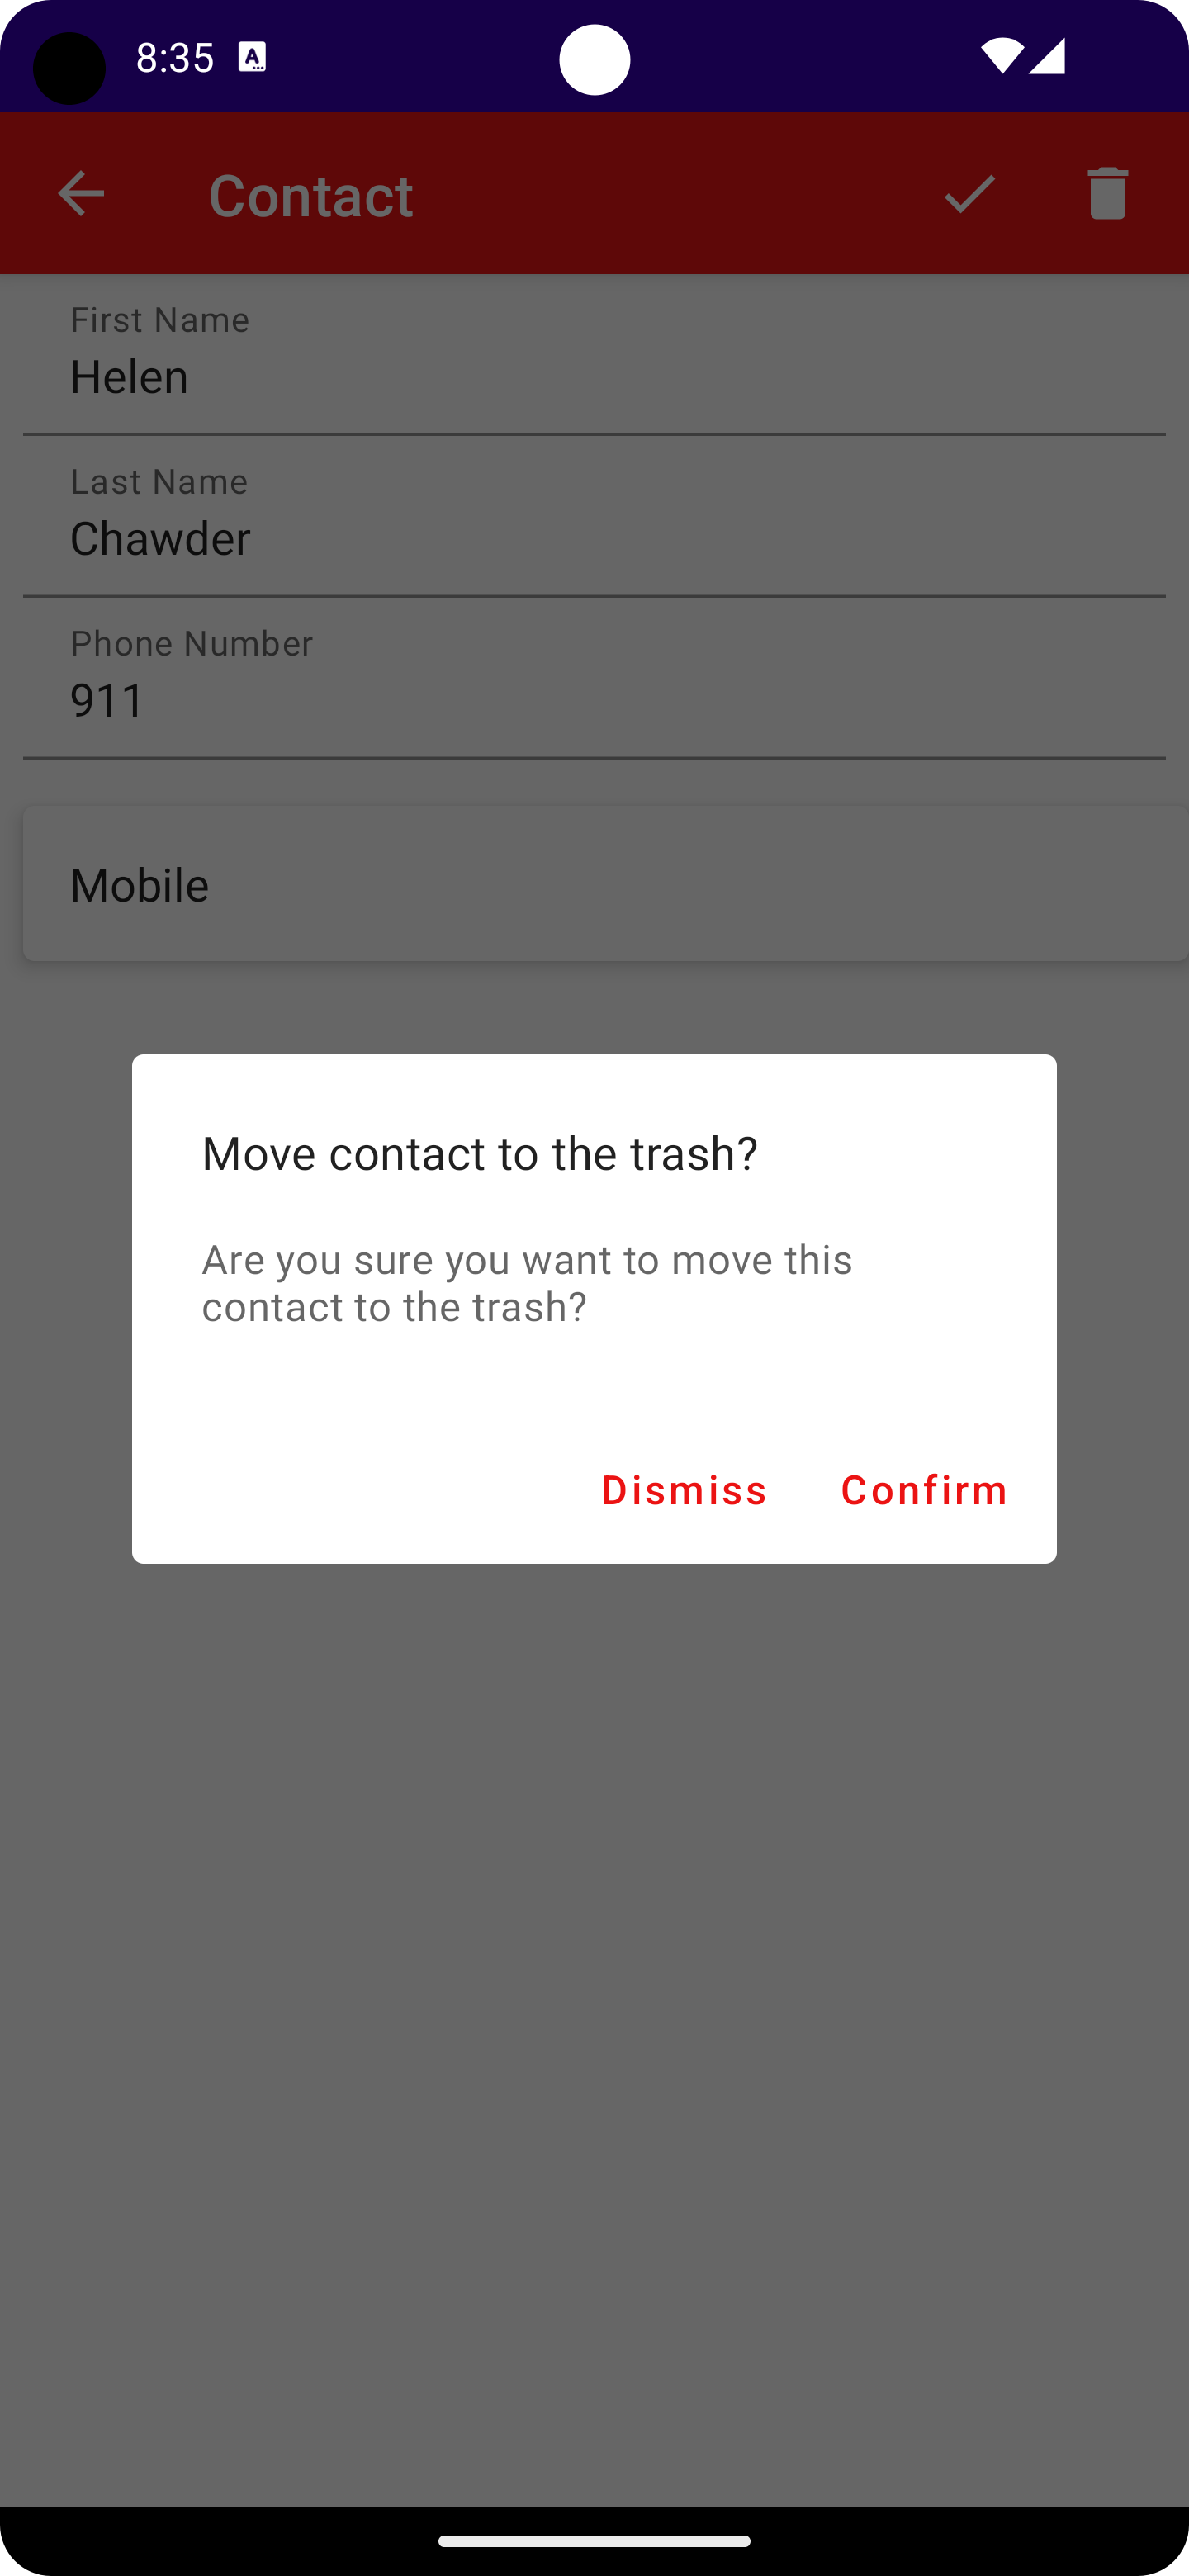 8:35
Contact
First Name
Helen
Last Name
Chawder
Phone Number
911
Mobile
Move contact to the trash?
Are you sure you want to move this
contact to the trash?
Dismiss Confirm